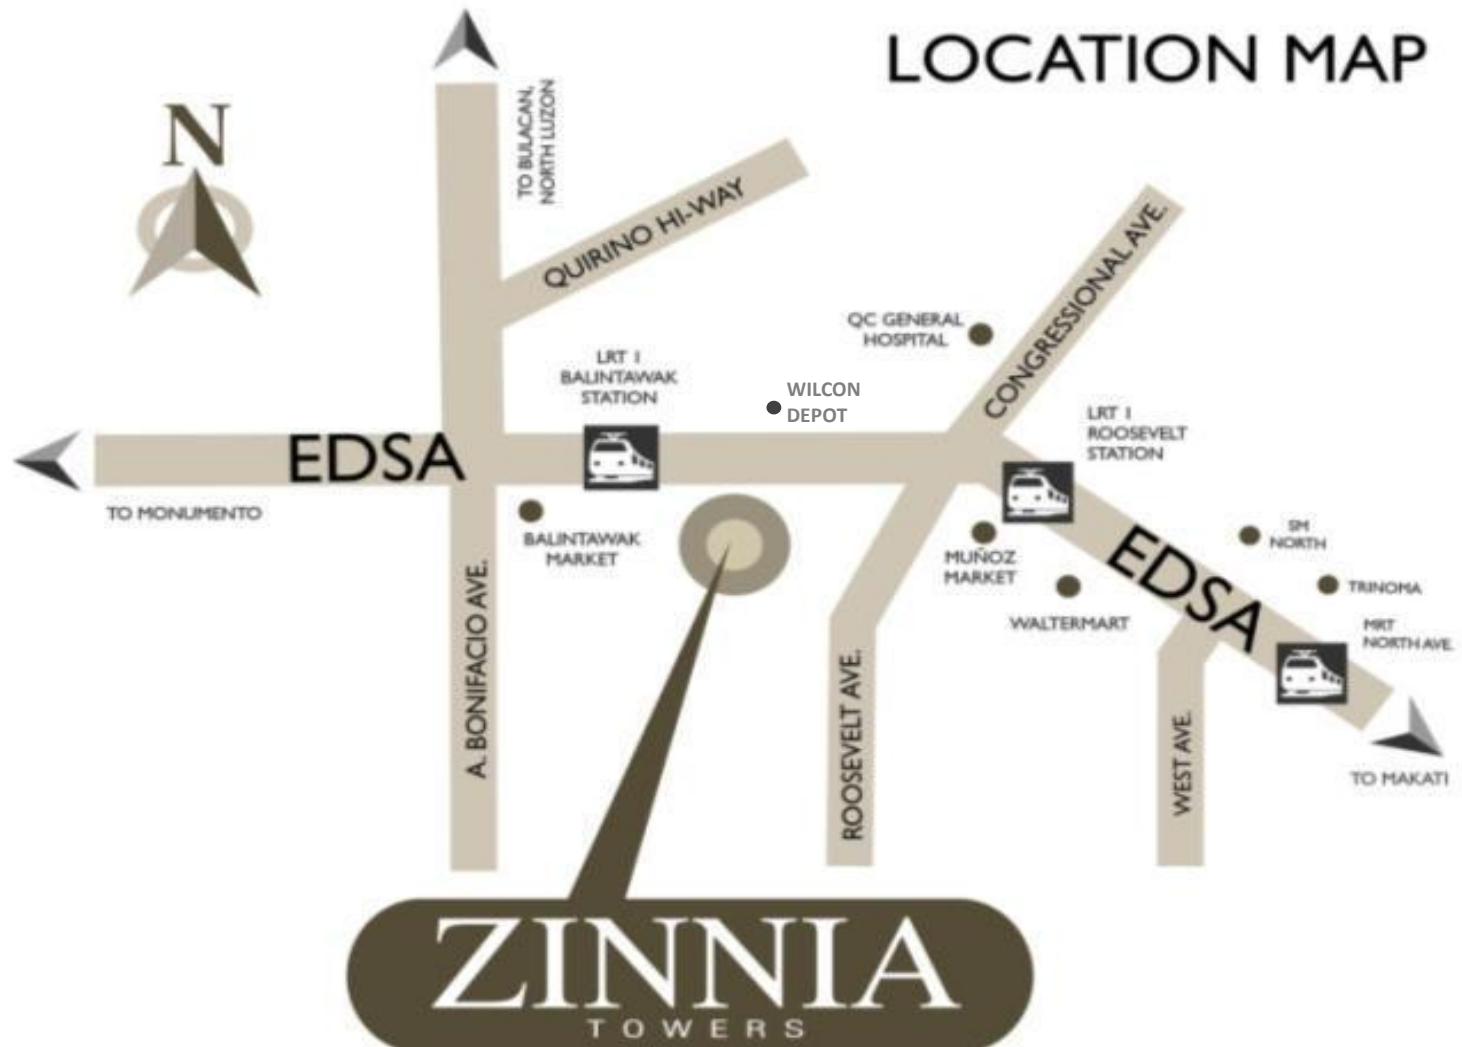 LOCATION MAP
N
TO BULACAN,
NORTH LUZON
QUIRINO HI-WAY
CONGRESSIONAL AVE.
QC GENERAL
HOSPITAL
LRT 1
BALINTAWAK
STATION
WILCON
DEPOT
LRT 1
ROOSEVELT
STATION
EDSA
TO MONUMENTO
BALINTAWAK
MARKET
MUÑOZ
MARKET
WALTERMART
EDSA
SM
NORTH
TRINOMA
MRT
NORTH AVE.
A. BONIFACIO AVE.
ROOSEVELT AVE.
WEST AVE.
TO MAKATI
ZINNIA
TOWERS